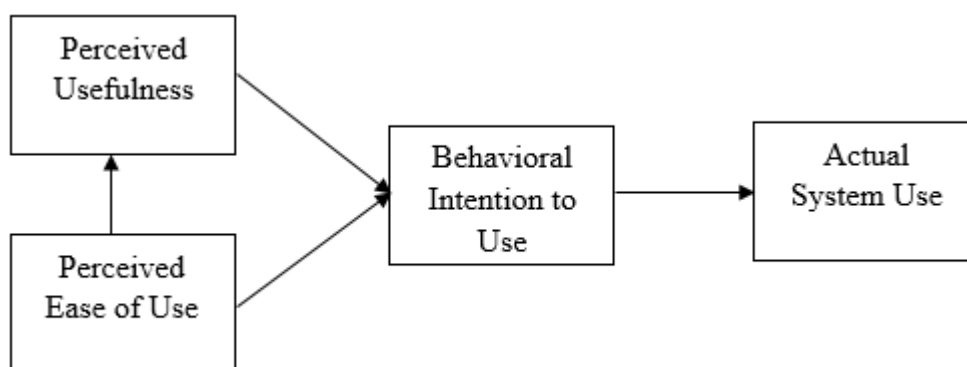 Perceived
Usefulness
Perceived
Ease of Use
Behavioral
Intention to
Use
Actual
System Use